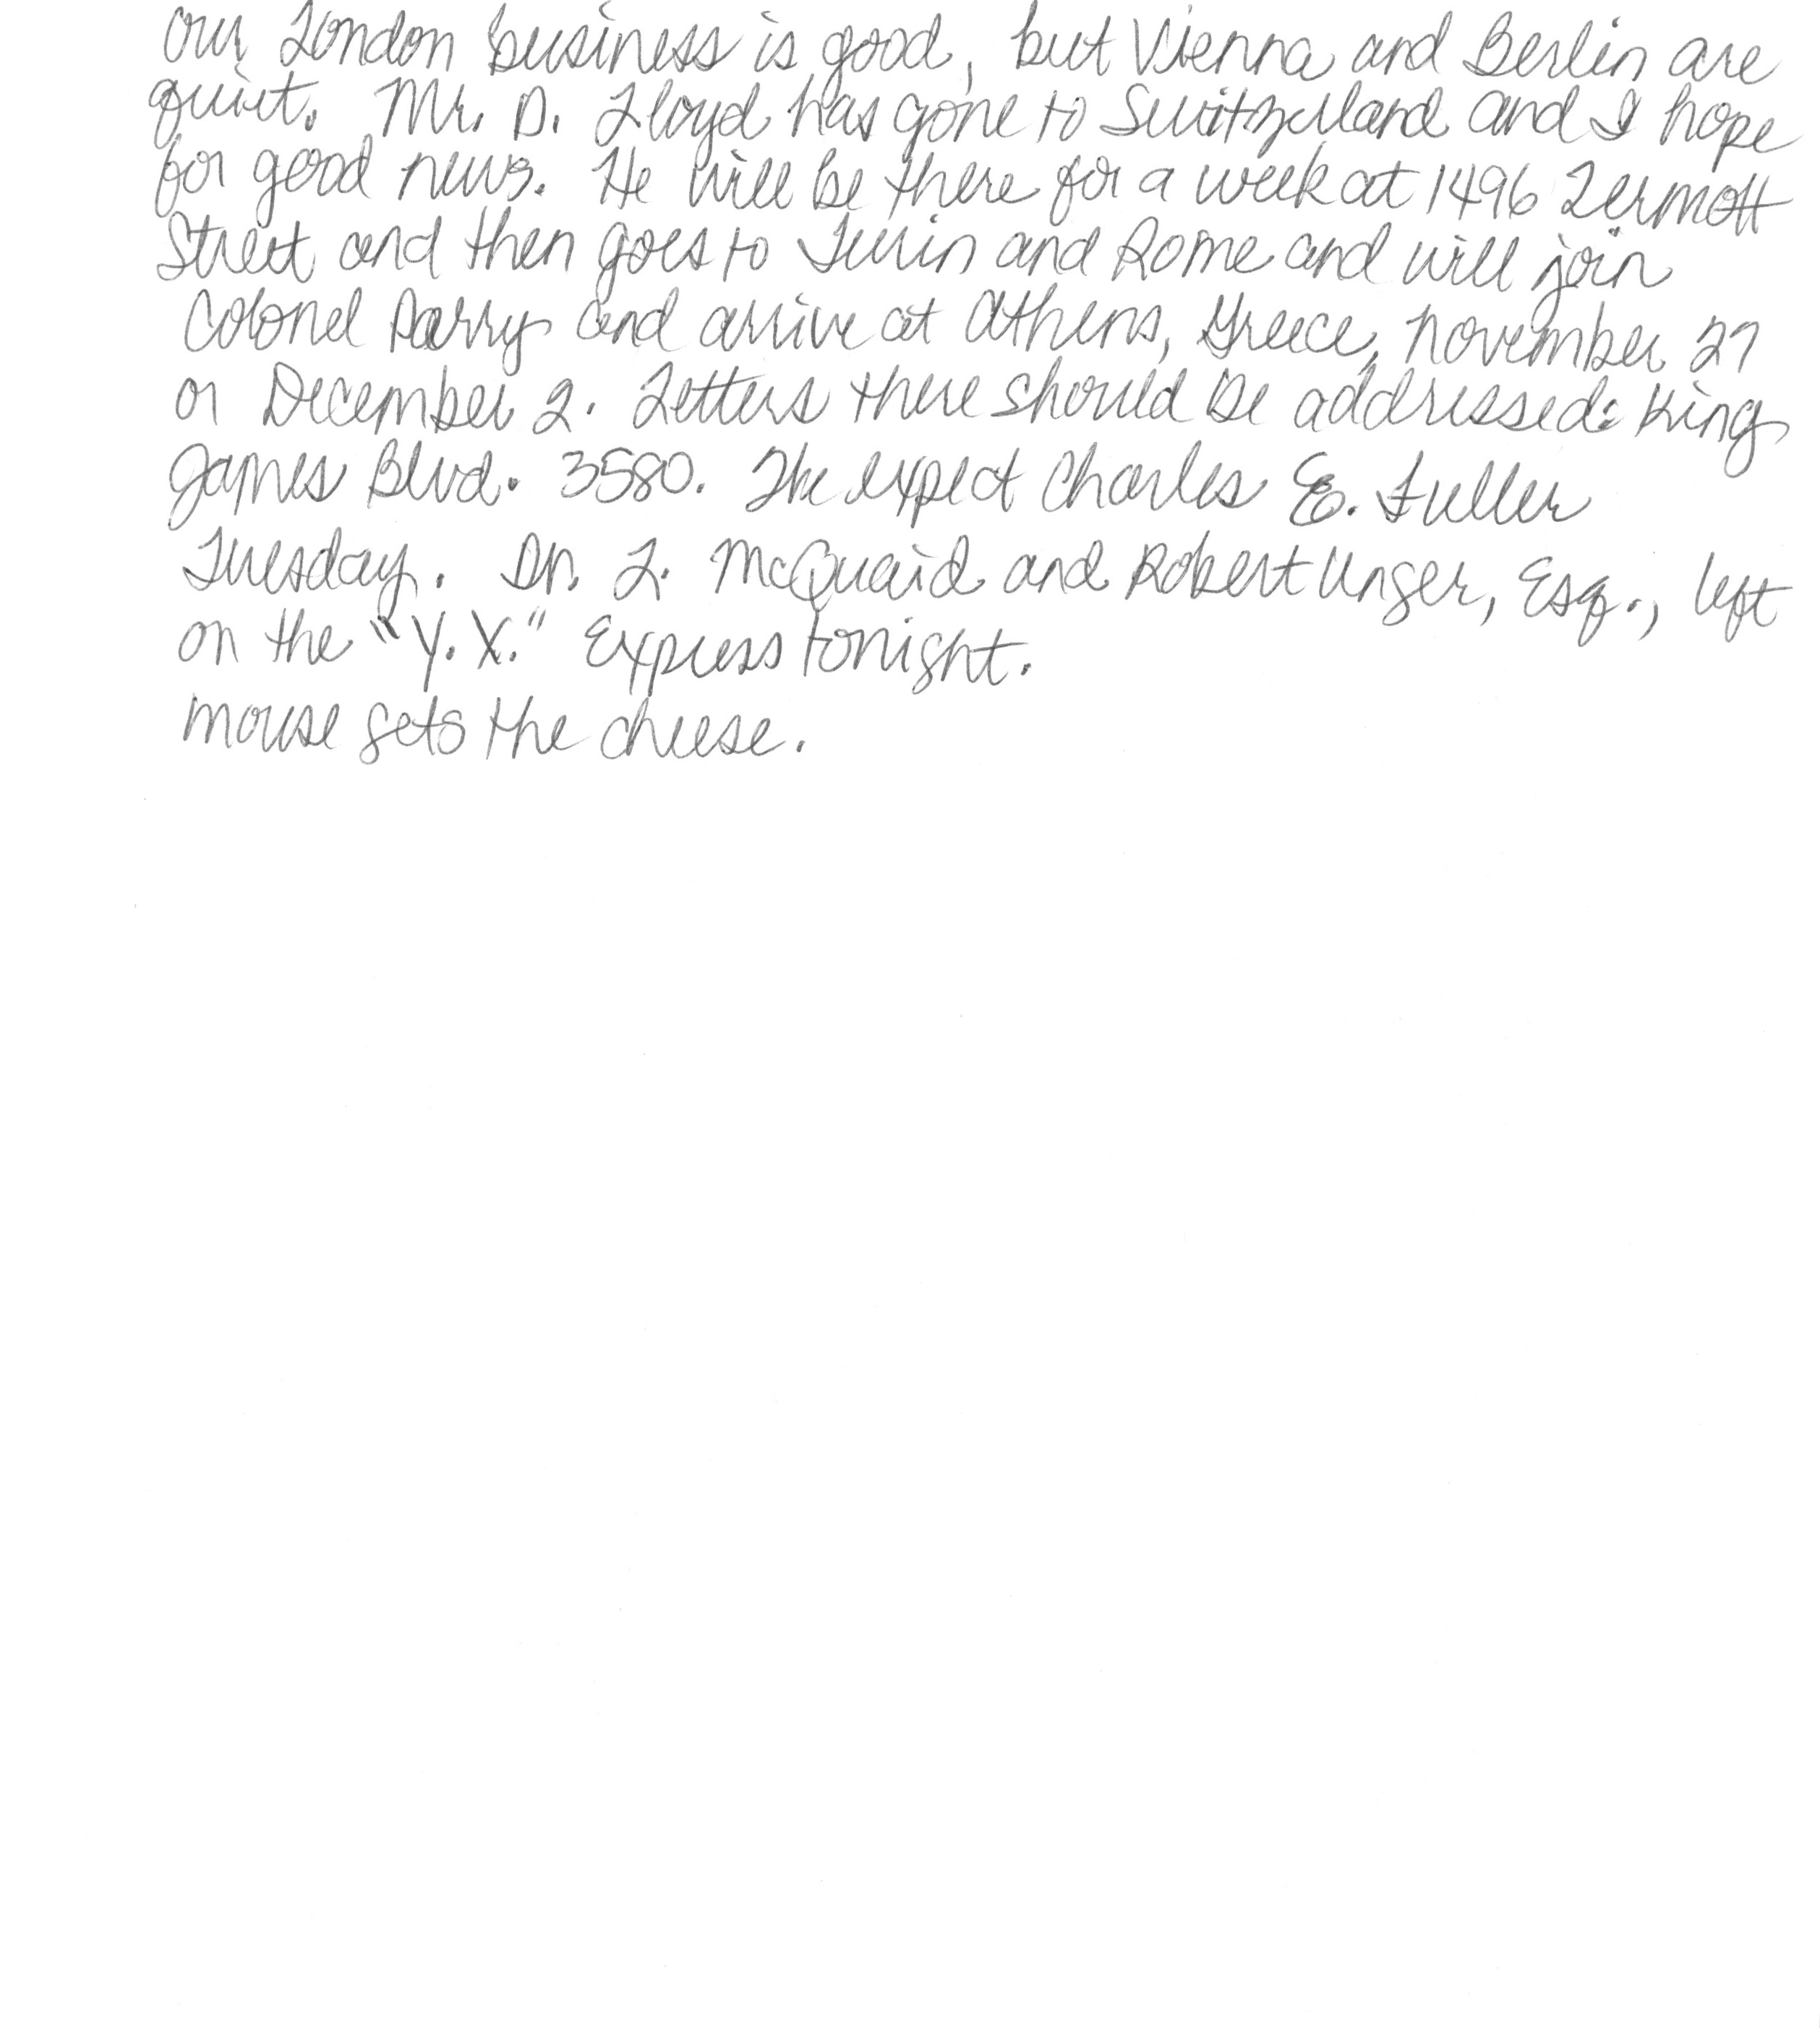 Our London business is good, but Vienna and Berlin are
quiet. Mr. D. Lloyd has gone to Switzerland and I hope
for good news. He will be there for a week at 1496 Zermott
Street and then goes to Turin and Rome and will join
Colonel Parry and arrive at Athens, Greece, November 27
or December 2. Letters there should be addressed: King
James Blvd. 3580. The expect Charles E. Fuller
Tuesday. Dr. L. McQuaid and Robert Unger, Esq., left
on the "Y.X." Express tonight.
mouse gets the cheese.